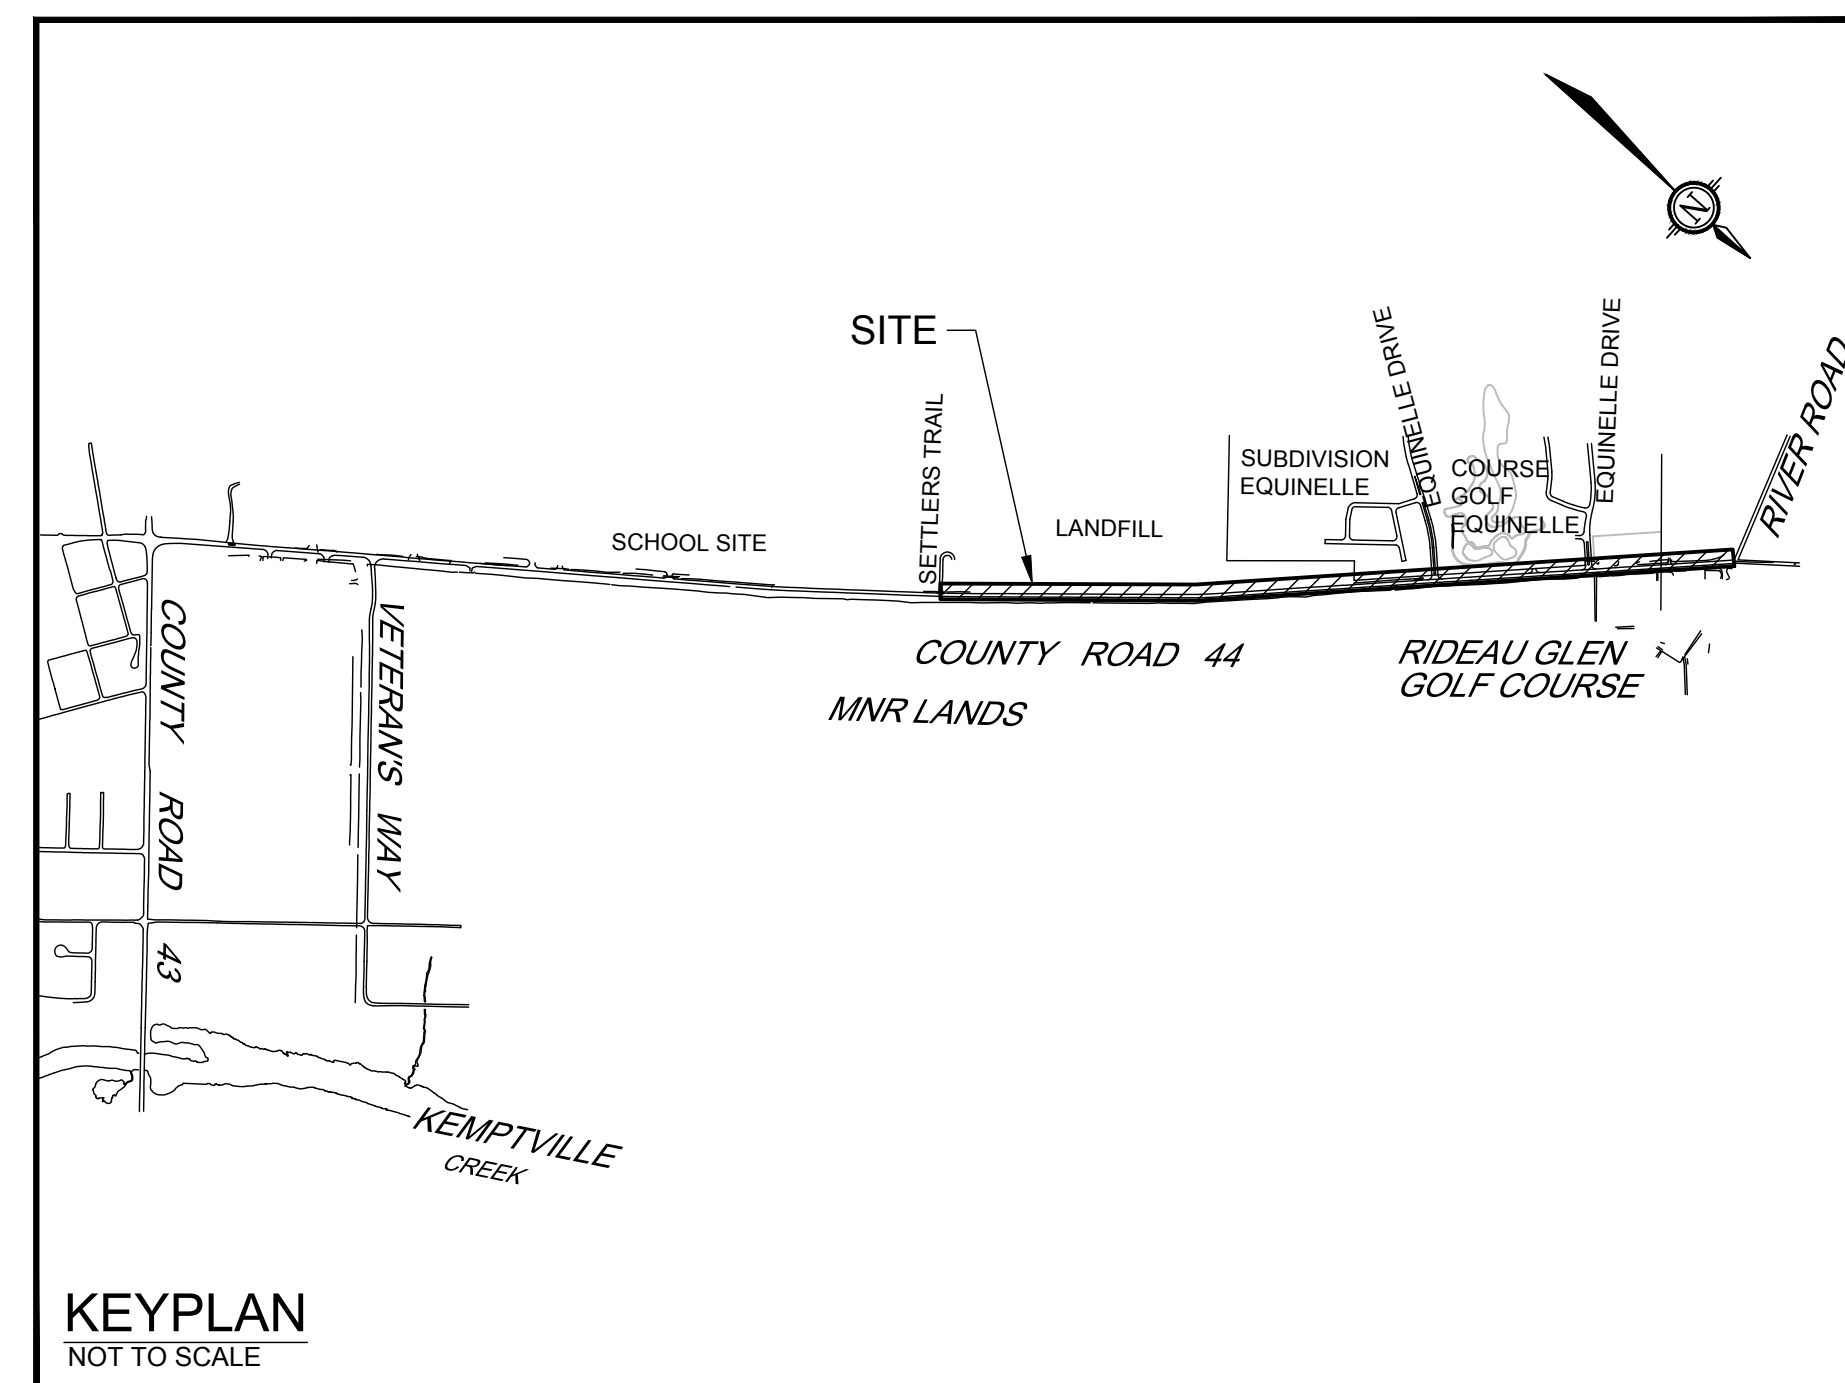 N
SITE
EQUINELLE DRIVE
EQUINELLE DRIVE
RIVER ROAD
SETTLERS TRAIL
SUBDIVISION
EQUINELLE
COURSE
GOLF
EQUINELLE
SCHOOL SITE
LANDFILL
COUNTY ROAD 44
RIDEAU GLEN
GOLF COURSE
MNR LANDS
COUNTY ROAD 43
VETERAN'S WAY
KEMPTVILLE
CREEK
KEYPLAN
NOT TO SCALE